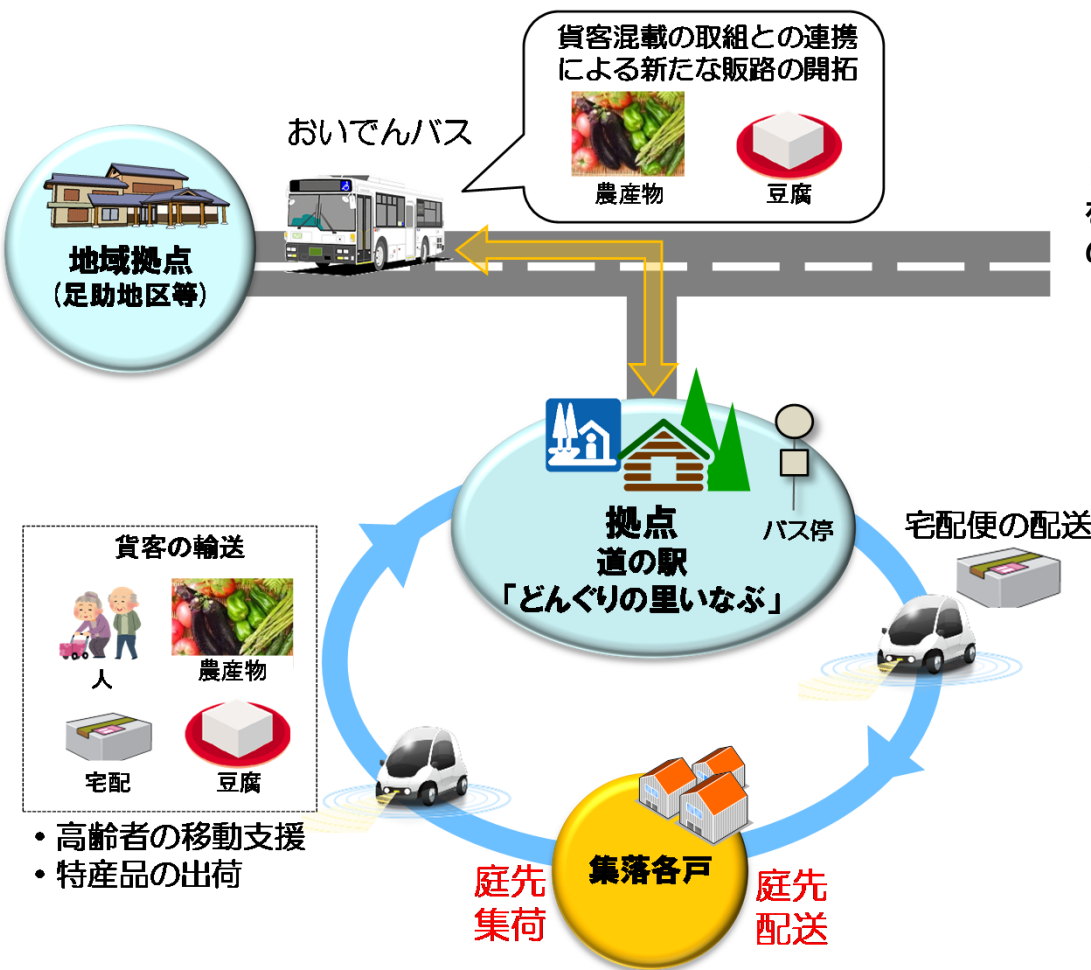 貨客混載の取組との連携
による新たな販路の開拓
農産物
豆腐
おいでんバス
地域拠点
(足助地区等)
拠点
道の駅
「どんぐりの里いなぶ」
バス停
宅配便の配送
貨客の輸送
人
農産物
宅配
豆腐
・高齢者の移動支援
・特産品の出荷
庭先
集荷
集落各戸
庭先
配送